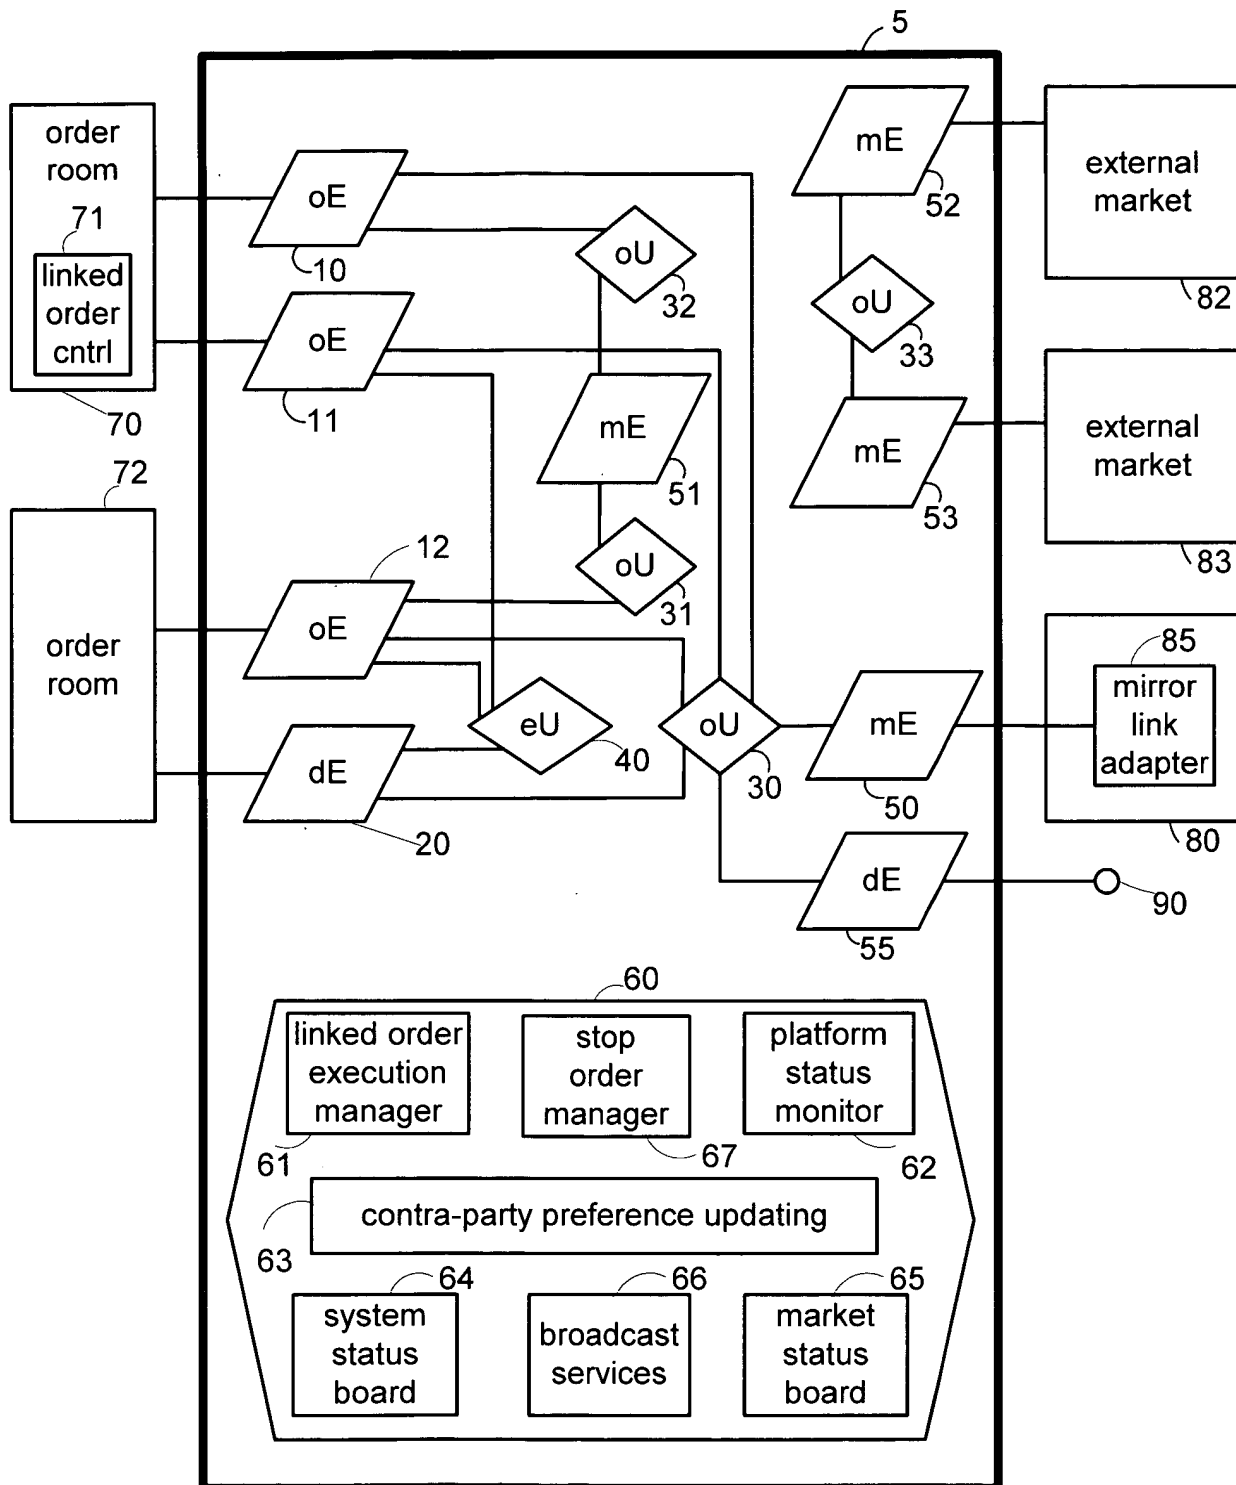 5
order
room
71
linked
order
cntrl
70
oE
10
oE
11
oU
32
mE
51
oU
31
mE
52
external
market
82
oU
33
mE
53
external
market
83
72
order
room
12
oE
dE
20
eU
40
oU
30
mE
50
85
mirror
link
adapter
80
dE
55
90
60
linked order
execution
manager
61
stop
order
manager
67
platform
status
monitor
62
contra-party preference updating
63
64
system
status
board
66
broadcast
services
65
market
status
board